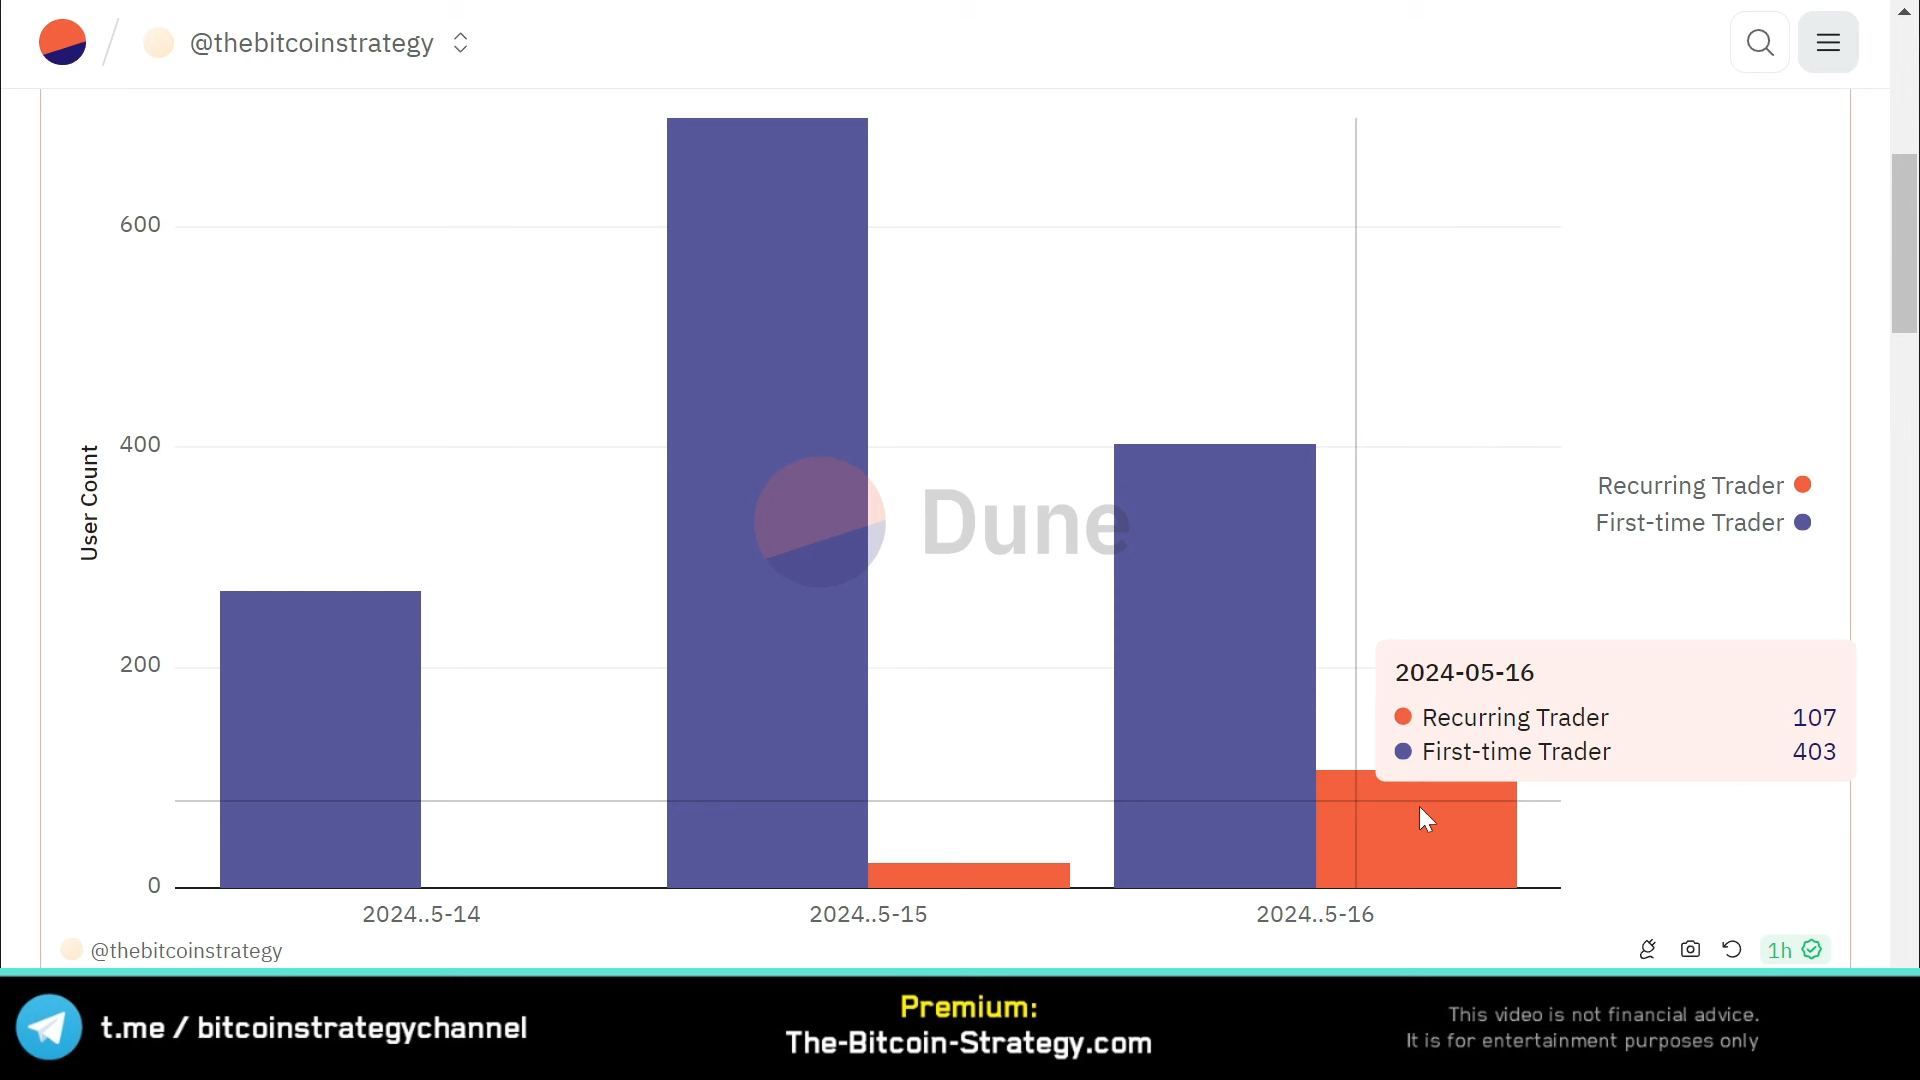 @thebitcoinstrategy
600
400
200
0
User Count
Dune
Recurring Trader
First-time Trader
2024-05-16
Recurring Trader 107
First-time Trader 403
2024..5-14 2024..5-15 2024..5-16
@thebitcoinstrategy
1h
t.me / bitcoinstrategychannel
Premium:
The-Bitcoin-Strategy.com
This video is not financial advice.
It is for entertainment purposes only